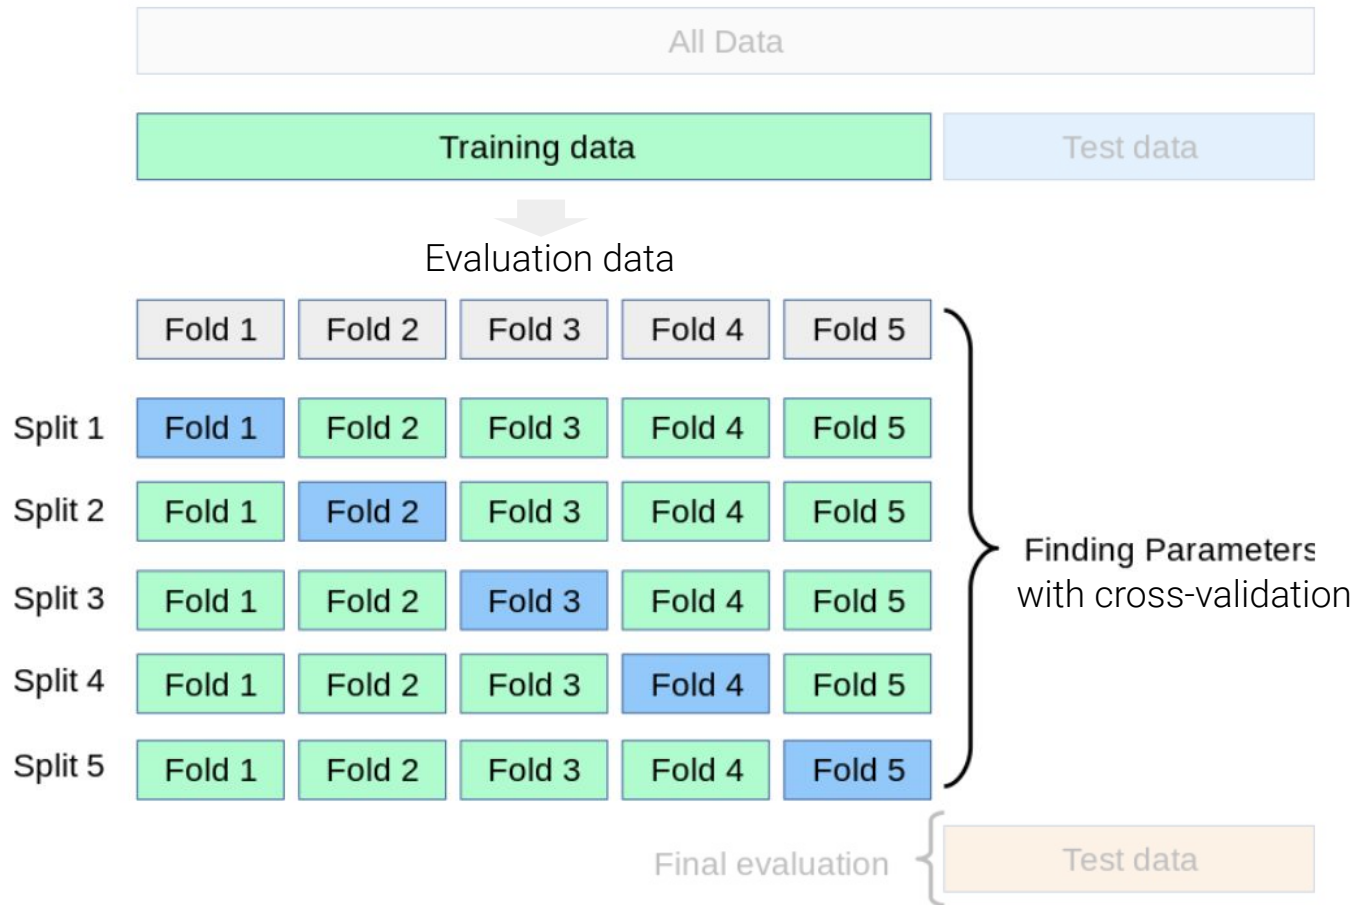 All Data
Training data Test data
Evaluation data
Fold 1 Fold 2 Fold 3 Fold 4 Fold 5
Split 1 Fold 1 Fold 2 Fold 3 Fold 4 Fold 5
Split 2 Fold 1 Fold 2 Fold 3 Fold 4 Fold 5
Finding Parameters
with cross-validation
Split 3 Fold 1 Fold 2 Fold 3 Fold 4 Fold 5
Split 4 Fold 1 Fold 2 Fold 3 Fold 4 Fold 5
Split 5 Fold 1 Fold 2 Fold 3 Fold 4 Fold 5
Final evaluation Test data